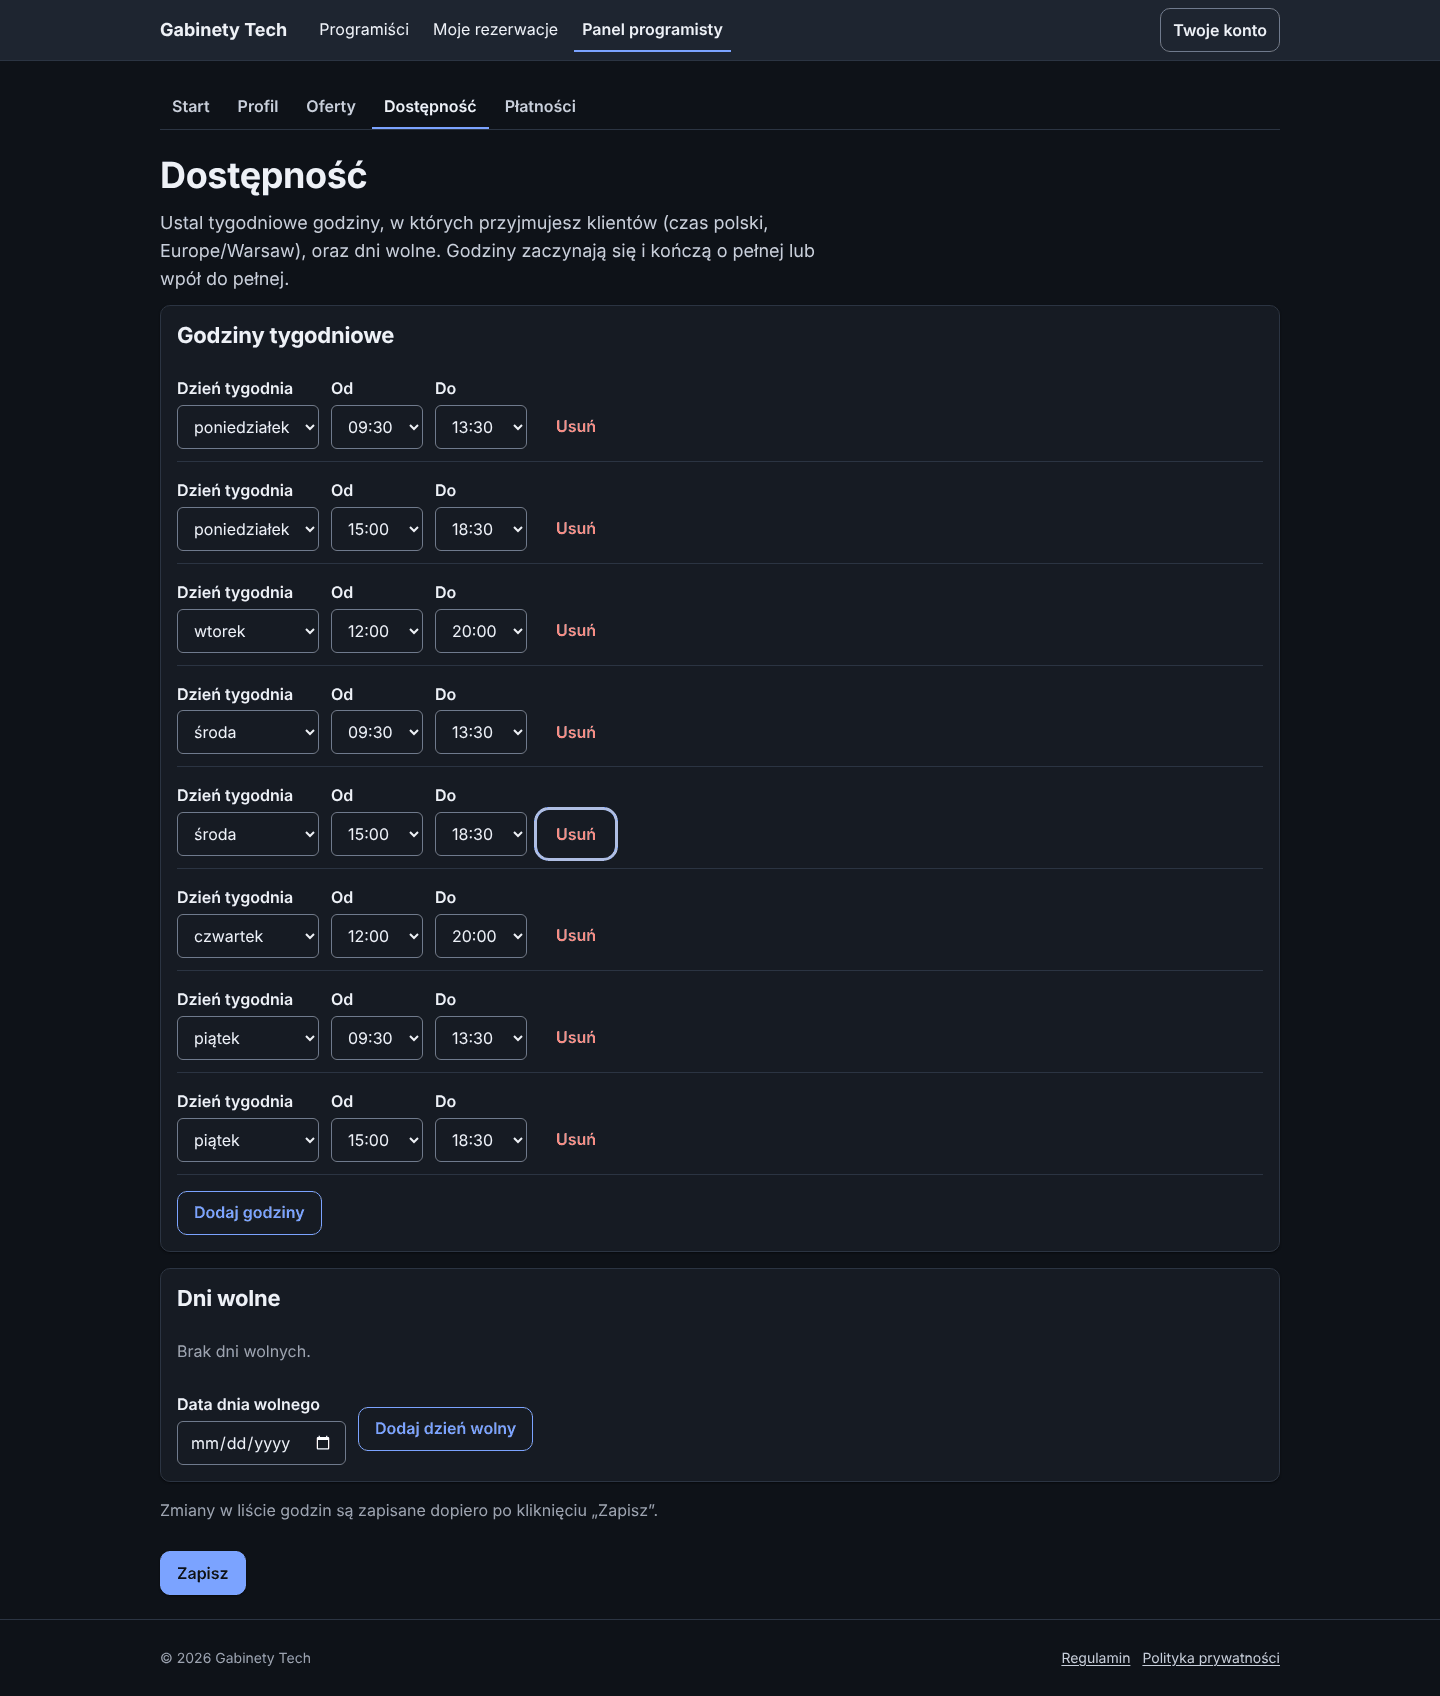 Gabinety Tech Programiści Moje rezerwacje Panel programisty Twoje konto
Start Profil Oferty Dostępność Płatności
Dostępność
Ustal tygodniowe godziny, w których przyjmujesz klientów (czas polski,
Europe/Warsaw), oraz dni wolne. Godziny zaczynają się i kończą o pełnej lub
wpół do pełnej.
Godziny tygodniowe
Dzień tygodnia Od Do
poniedziałek 09:30 13:30 Usuń
Dzień tygodnia Od Do
poniedziałek 15:00 18:30 Usuń
Dzień tygodnia Od Do
wtorek 12:00 20:00 Usuń
Dzień tygodnia Od Do
środa 09:30 13:30 Usuń
Dzień tygodnia Od Do
środa 15:00 18:30 Usuń
Dzień tygodnia Od Do
czwartek 12:00 20:00 Usuń
Dzień tygodnia Od Do
piątek 09:30 13:30 Usuń
Dzień tygodnia Od Do
piątek 15:00 18:30 Usuń
Dodaj godziny
Dni wolne
Brak dni wolnych.
Data dnia wolnego
mm/dd/yyyy Dodaj dzień wolny
Zmiany w liście godzin są zapisane dopiero po kliknięciu „Zapisz”.
Zapisz
© 2026 Gabinety Tech Regulamin Polityka prywatności